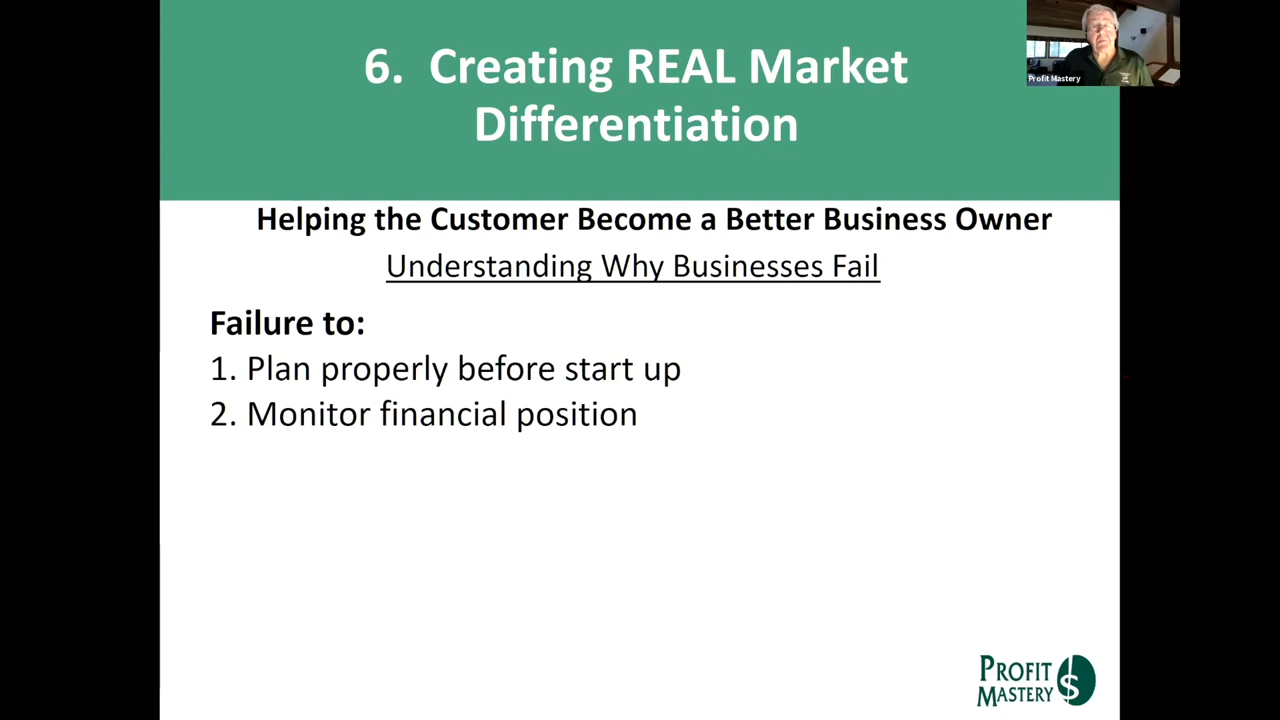 6. Creating REAL Market
Differentiation
Profit Mastery
Helping the Customer Become a Better Business Owner
Understanding Why Businesses Fail
Failure to:
1. Plan properly before start up
2. Monitor financial position
PROFIT
MASTERY